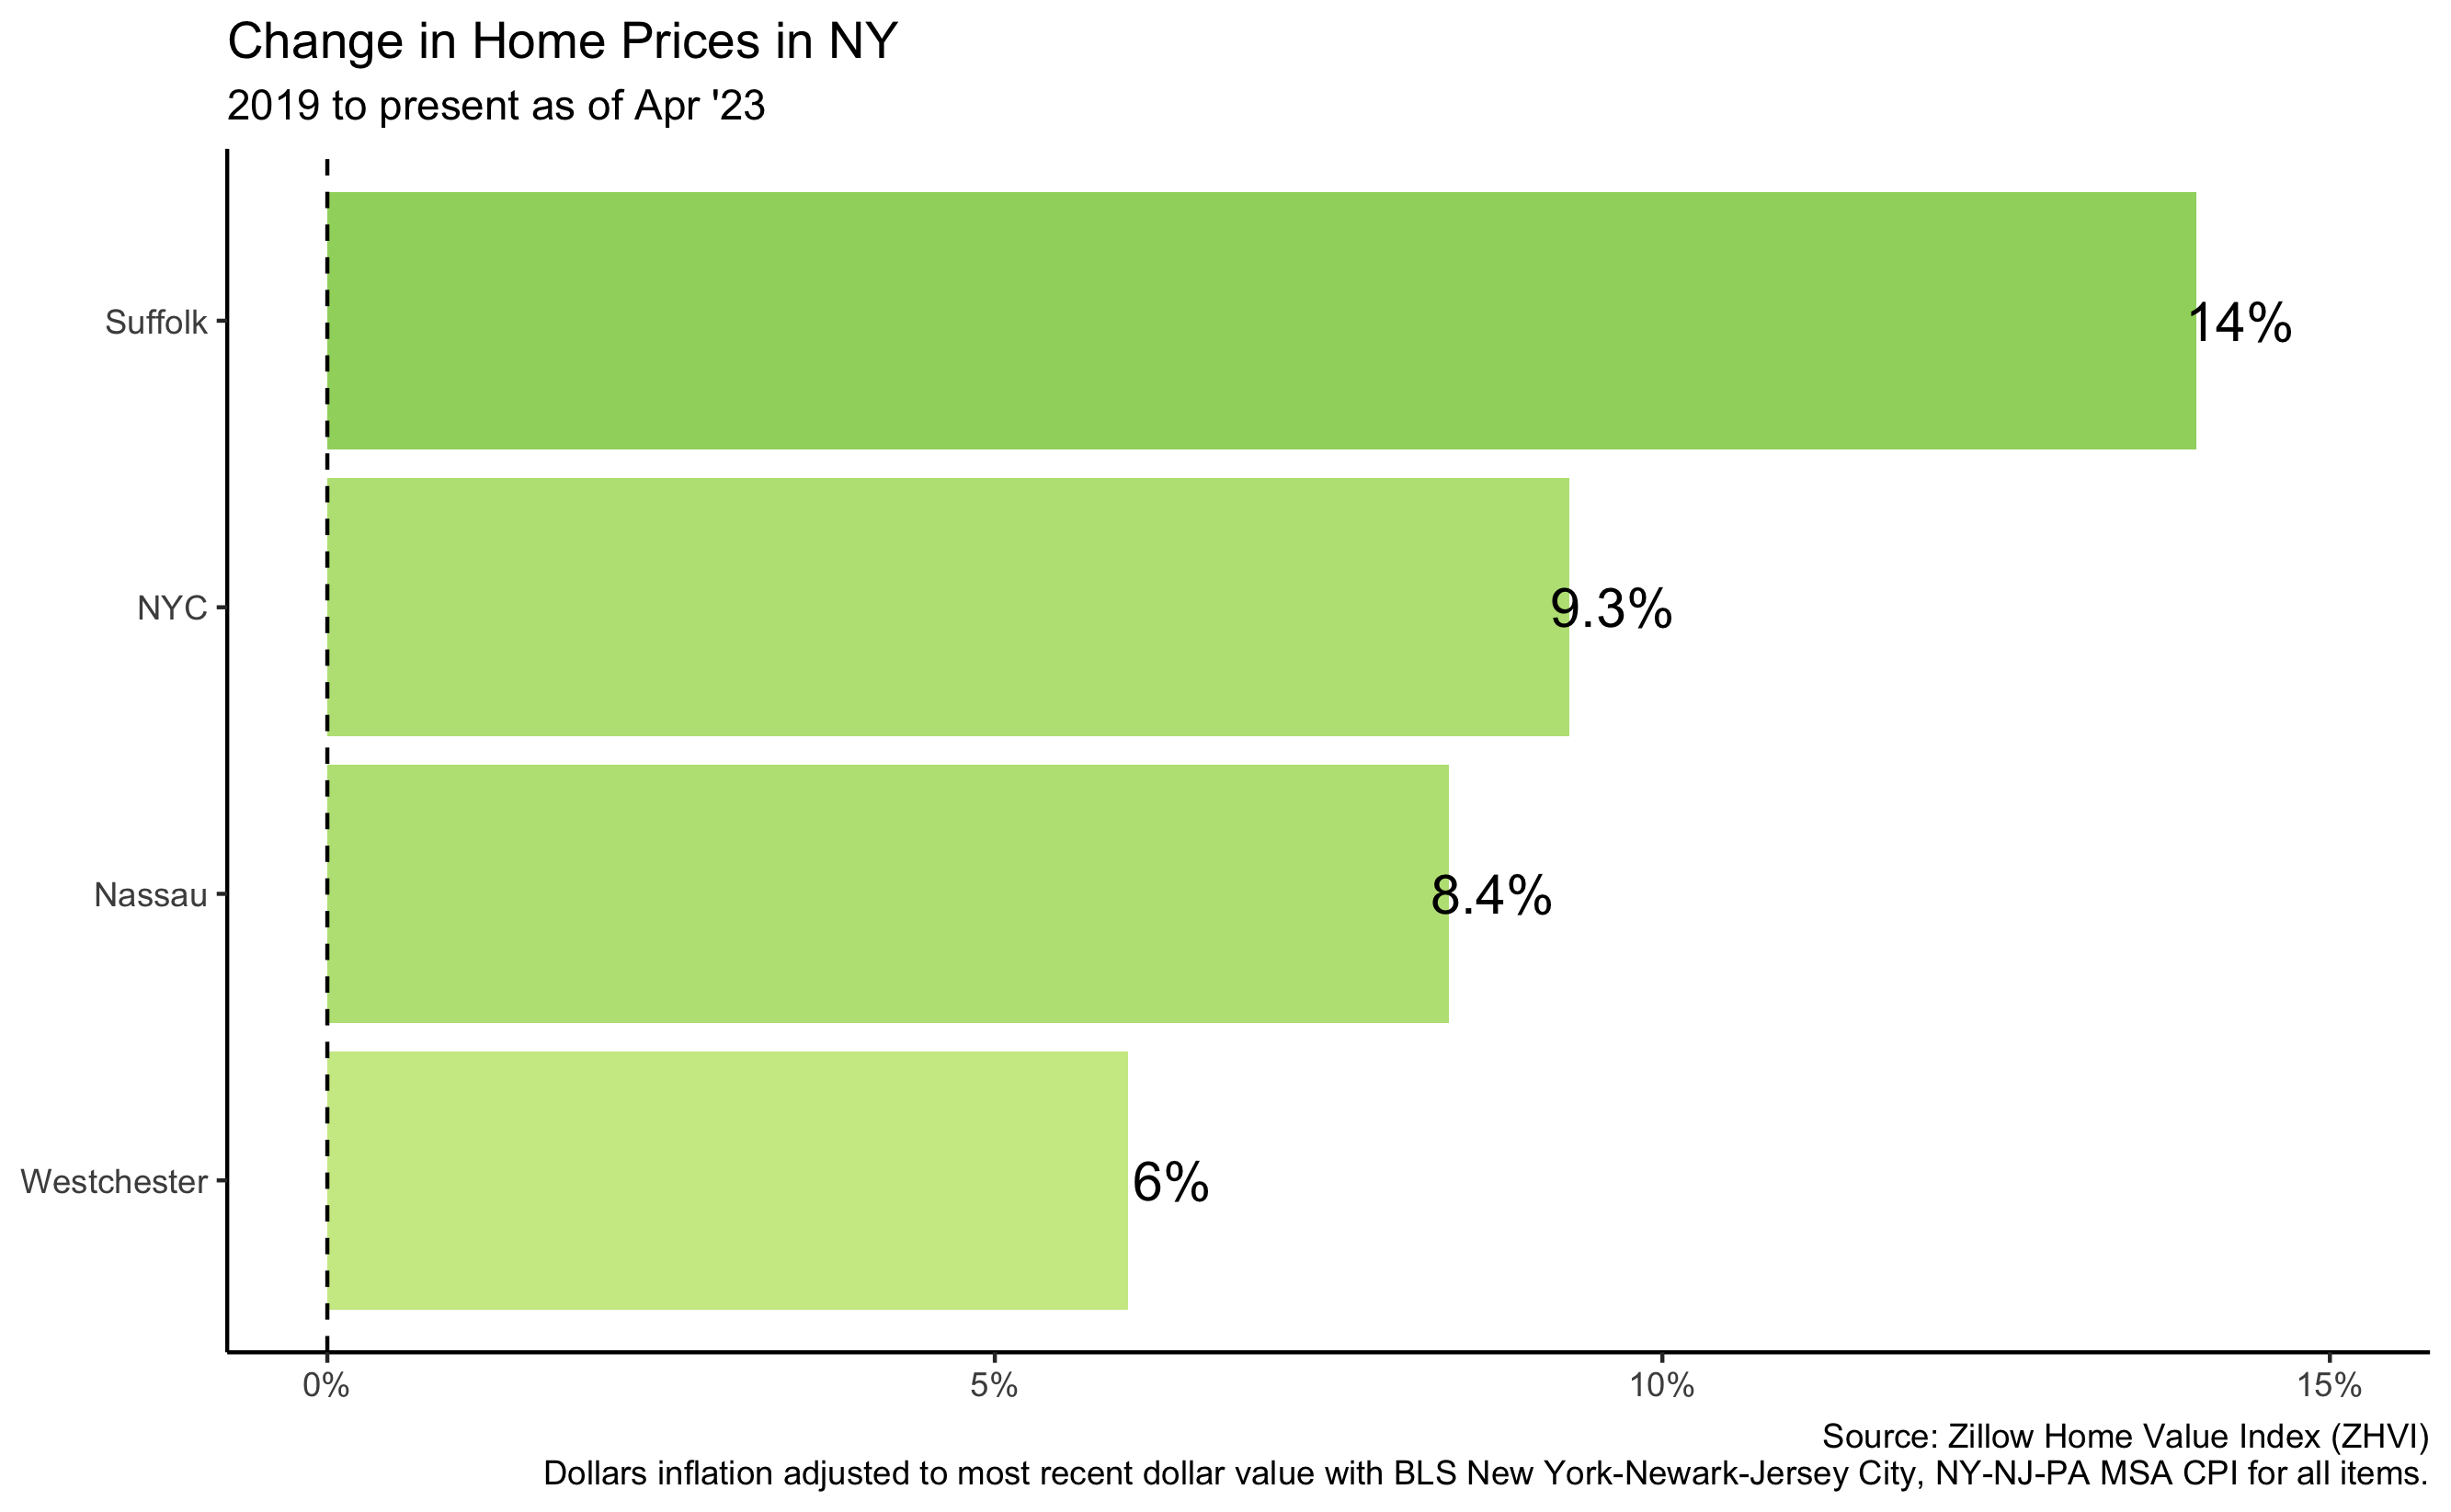 Change in Home Prices in NY
2019 to present as of Apr '23
Suffolk
14%
NYC
9.3%
Nassau
8.4%
Westchester
6%
0%
5%
10%
15%
Source: Zillow Home Value Index (ZHVI)
Dollars inflation adjusted to most recent dollar value with BLS New York-Newark-Jersey City, NY-NJ-PA MSA CPI for all items.